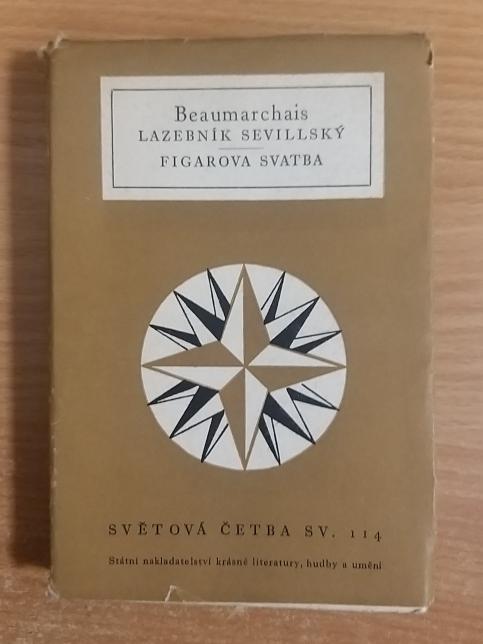 Beaumarchais
LAZEBNÍK SEVILLSKÝ
FIGAROVA SVATBA
SVĚTOVÁ ČETBA SV. 114
Státní nakladatelství krásné literatury, hudby a umění